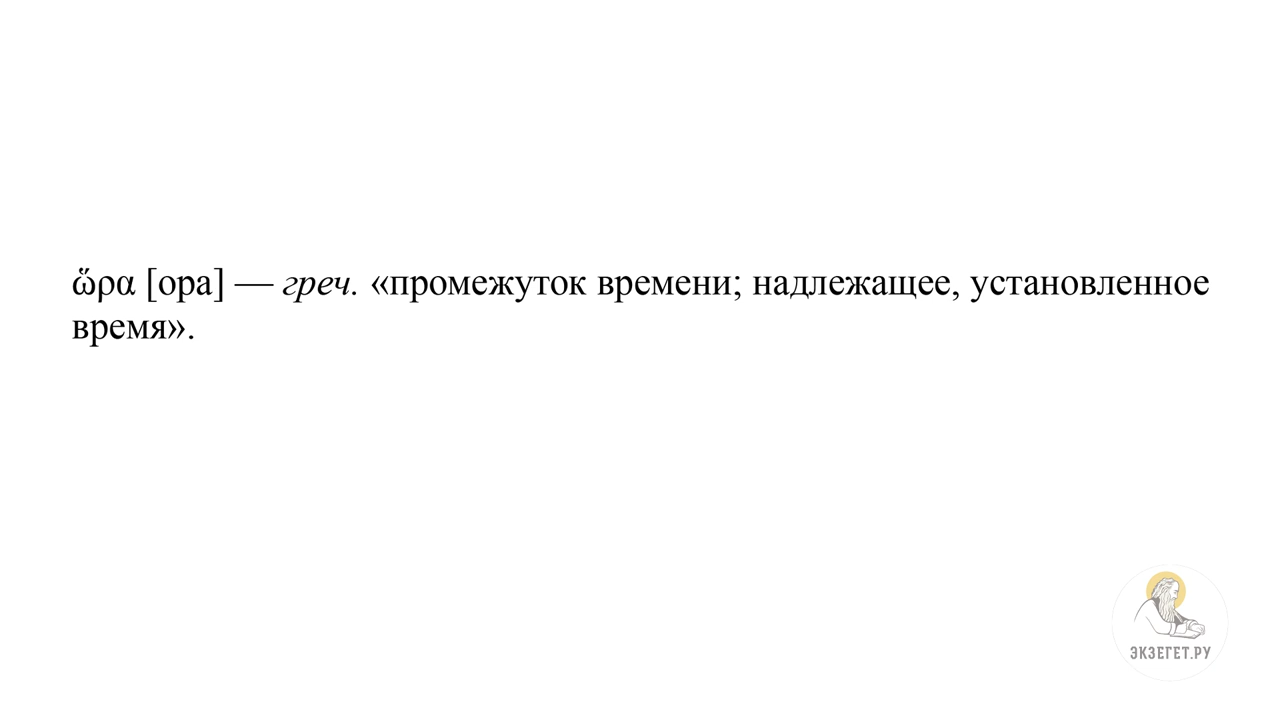 ὥρα [ора] — греч. «промежуток времени; надлежащее, установленное
время».
ЭКЗЕГЕТ.РУ